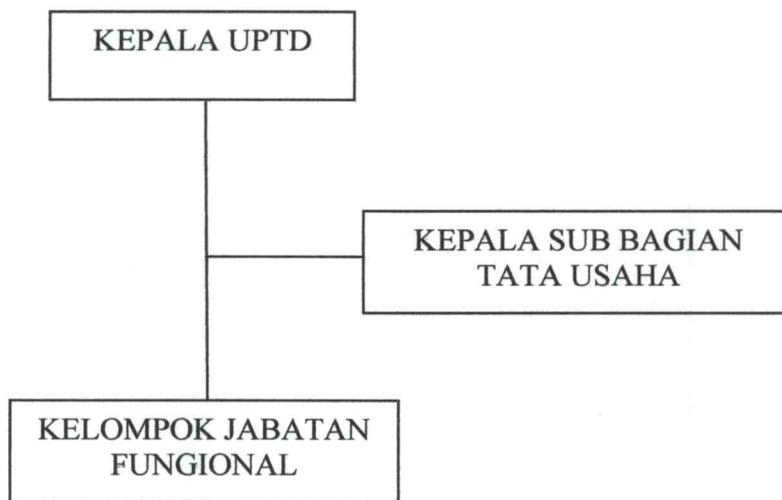 KEPALA UPTD
KEPALA SUB BAGIAN
TATA USAHA
KELOMPOK JABATAN
FUNGIONAL